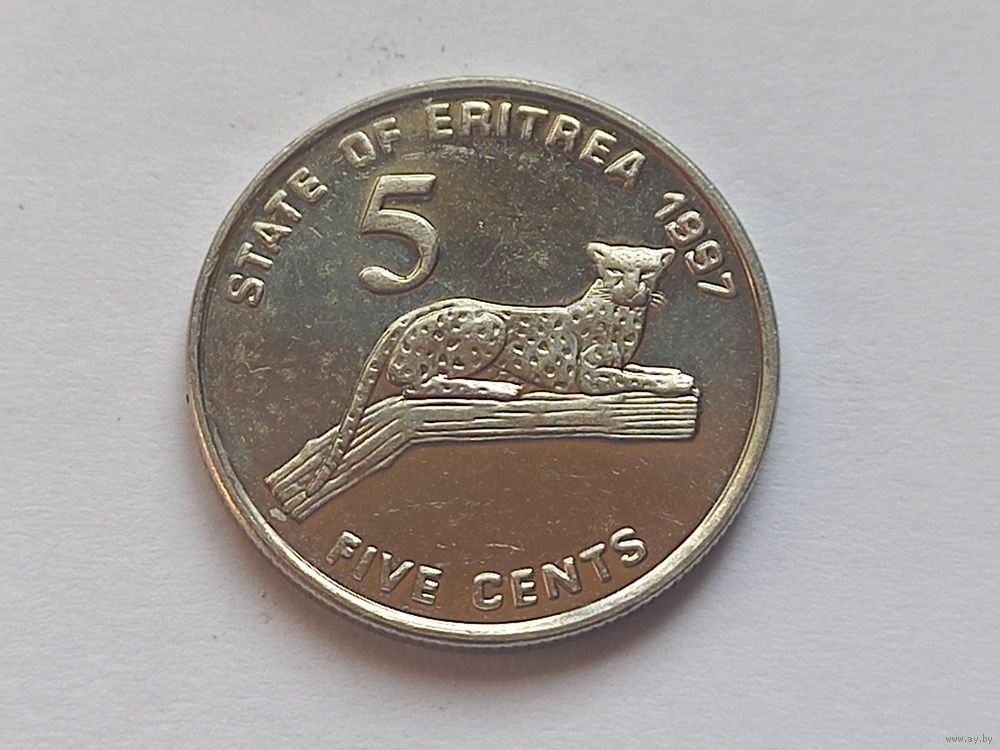 STATE OF ERITREA 1997
5
FIVE CENTS
www.ay.by